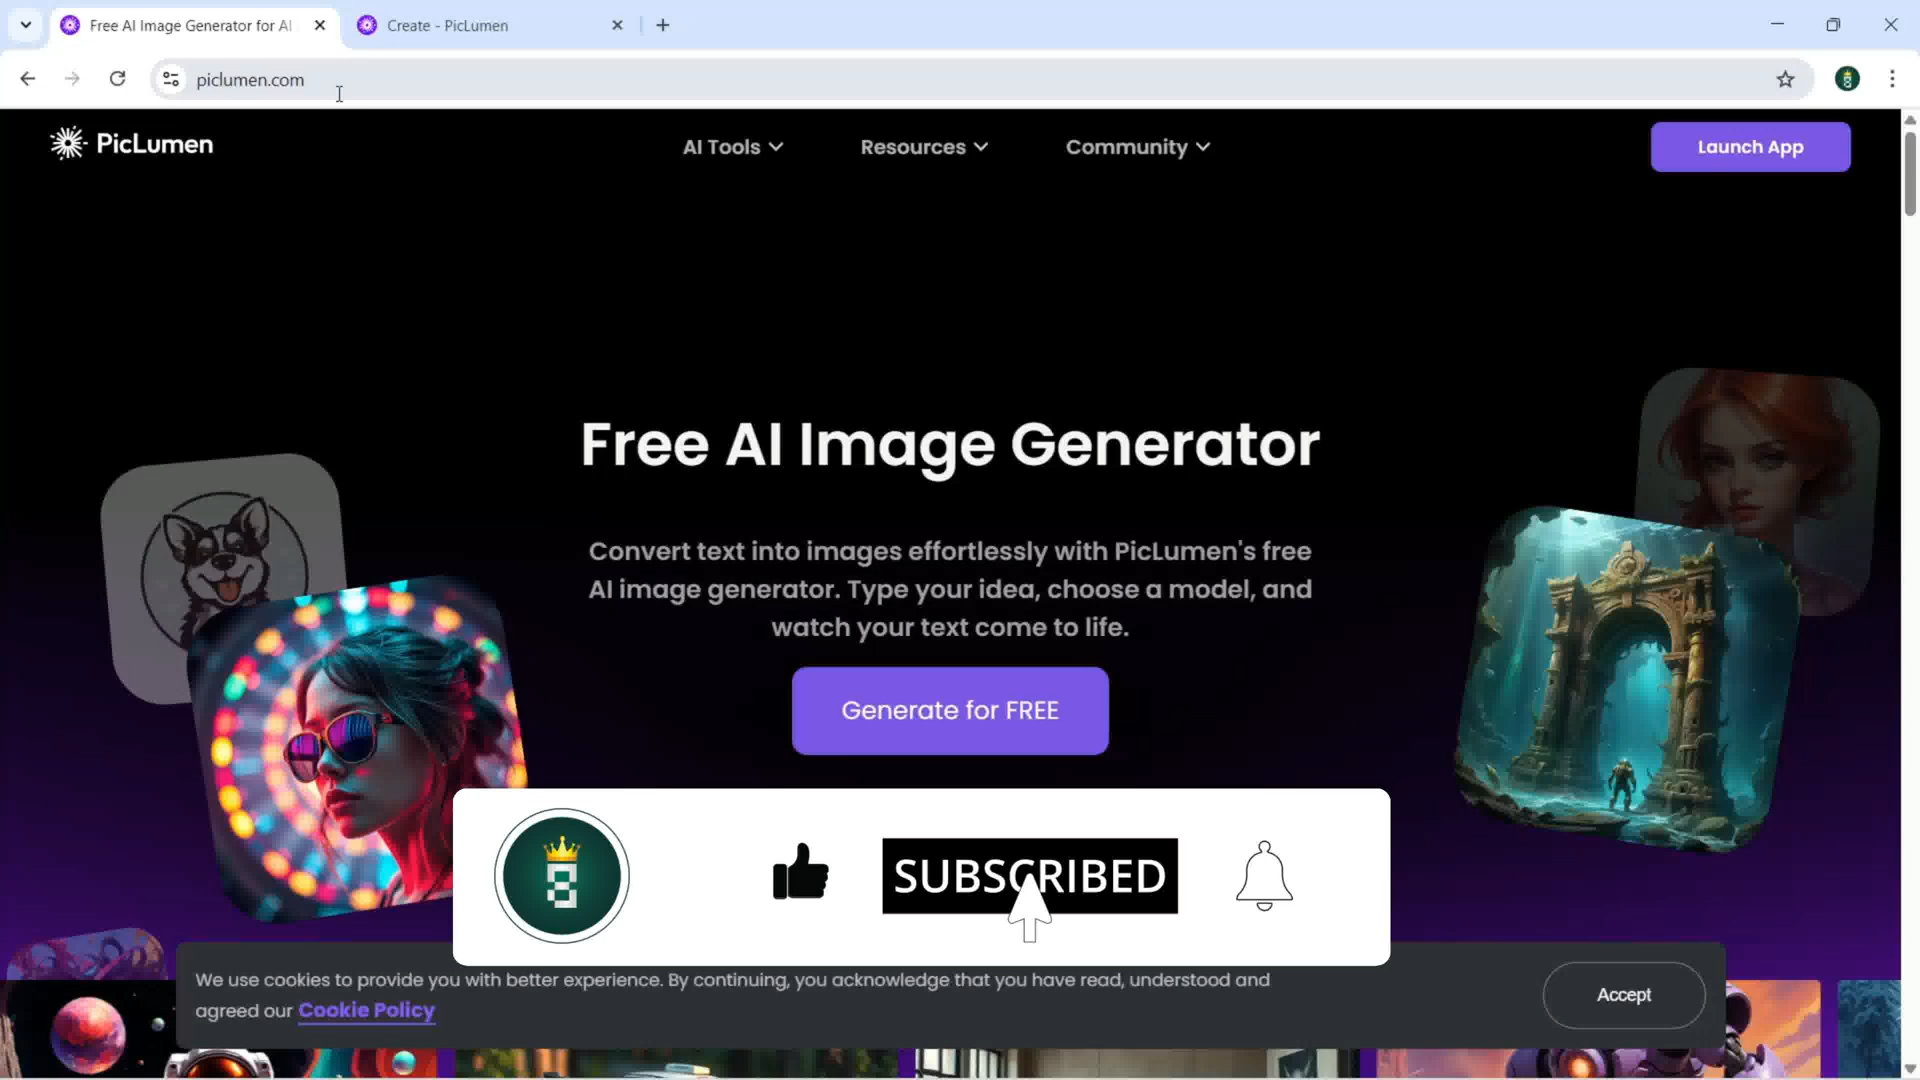 Free AI Image Generator for AI
Create - PicLumen
piclumen.com
PicLumen
AI Tools
Resources
Community
Launch App
Free AI Image Generator
Convert text into images effortlessly with PicLumen's free
AI image generator. Type your idea, choose a model, and
watch your text come to life.
Generate for FREE
8
SUBSCRIBED
We use cookies to provide you with better experience. By continuing, you acknowledge that you have read, understood and
agreed our Cookie Policy
Accept